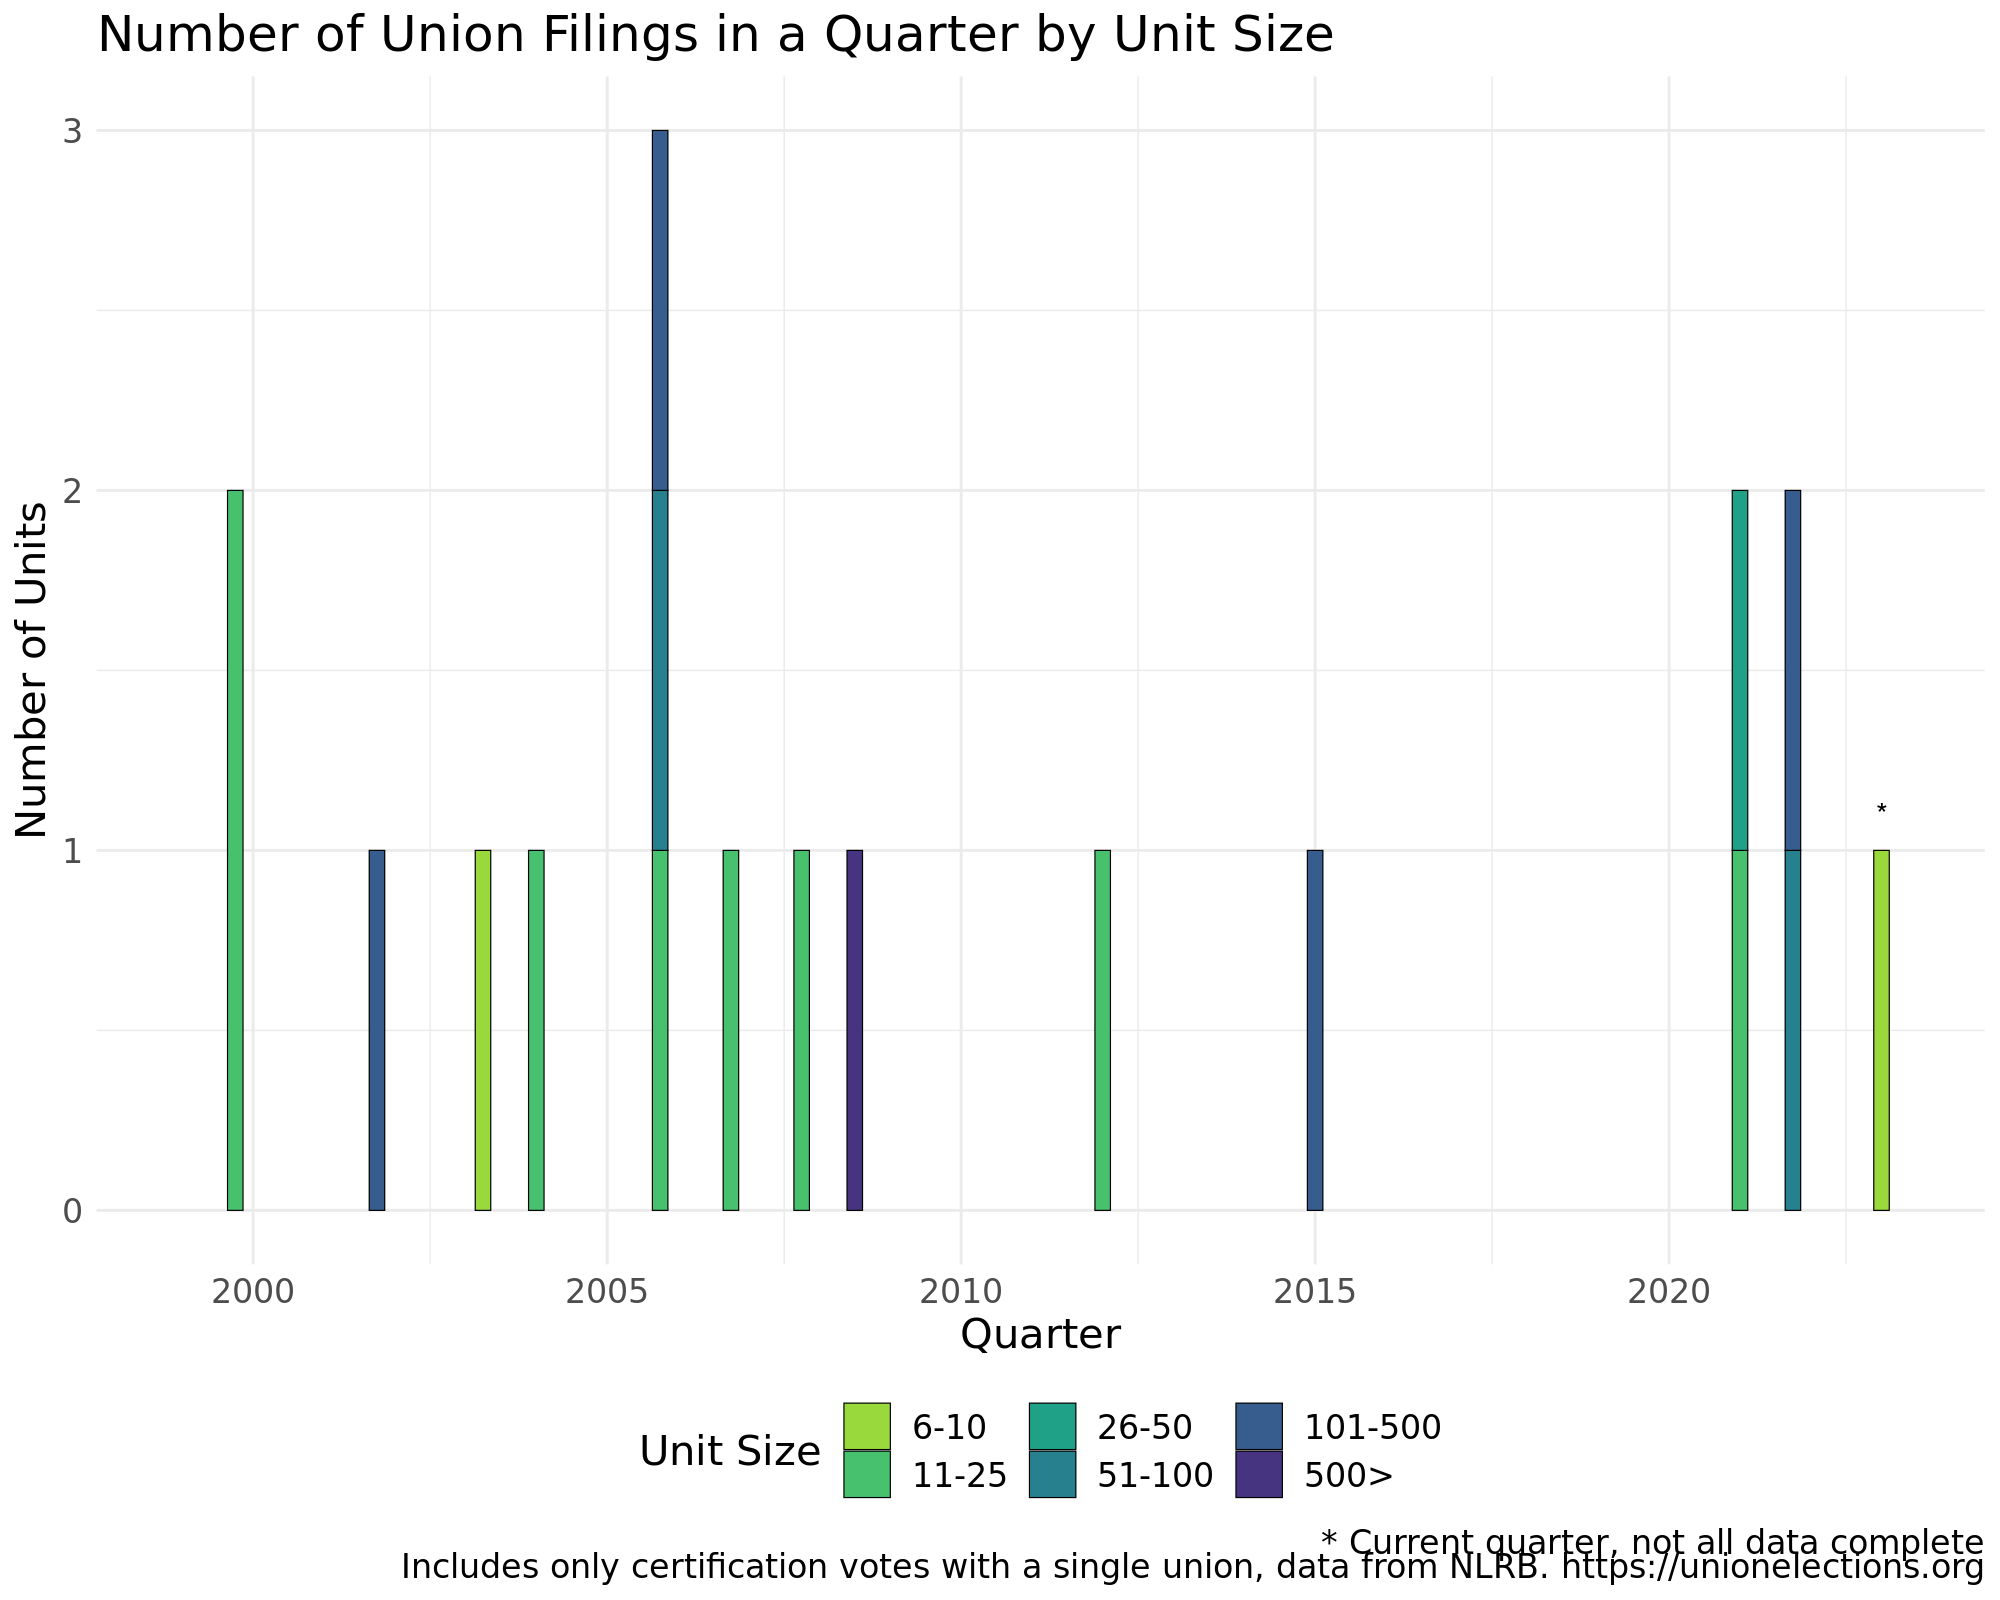 Number of Union Filings in a Quarter by Unit Size
Number of Units
3
2
1
0
*
2000 2005 2010 2015 2020
Quarter
Unit Size
6-10 26-50 101-500
11-25 51-100 500>
* Current quarter, not all data complete
Includes only certification votes with a single union, data from NLRB. https://unionelections.org